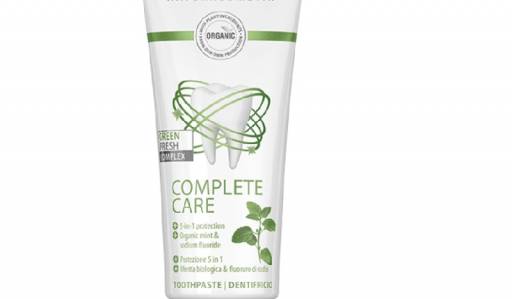 ORGANIC
GREEN
FRESH
COMPLEX
COMPLETE
CARE
5-in-1 protection
Organic mint &
sodium fluoride
Protezione 5 in 1
Menta biologica & fluoruro di sodio
TOOTHPASTE | DENTIFRICIO